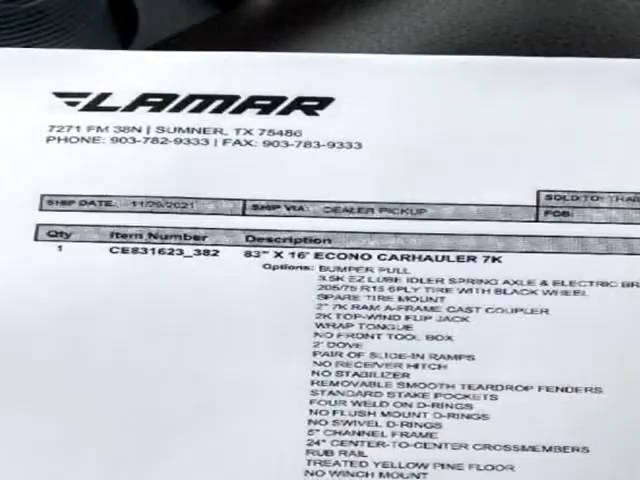 LAMAR
7271 FM 38N | SUMNER, TX 75486
PHONE: 903-782-9333 | FAX: 903-783-9333
SOLD TO:
SHIP DATE: 11/29/2021 SHIP VIA: DEALER PICKUP FOB:
Qty Item Number Description
1 CE831623_382 83" X 16' ECONO CARHAULER 7K
Options: BUMPER PULL
3.5K EZ LUBE IDLER SPRING AXLE & ELECTRIC BR
205/75 R15 6PLY TIRE WITH BLACK WHEEL
SPARE TIRE MOUNT
2" 7K RAM A-FRAME CAST COUPLER
2K TOP-WIND FLIP JACK
WRAP TONGUE
NO FRONT TOOL BOX
2' DOVE
PAIR OF SLIDE-IN RAMPS
NO RECEIVER HITCH
NO STABILIZER
REMOVABLE SMOOTH TEARDROP FENDERS
STANDARD STAKE POCKETS
FOUR WELD ON D-RINGS
NO FLUSH MOUNT D-RINGS
NO SWIVEL D-RINGS
5" CHANNEL FRAME
24" CENTER-TO-CENTER CROSSMEMBERS
RUB RAIL
TREATED YELLOW PINE FLOOR
NO WINCH MOUNT